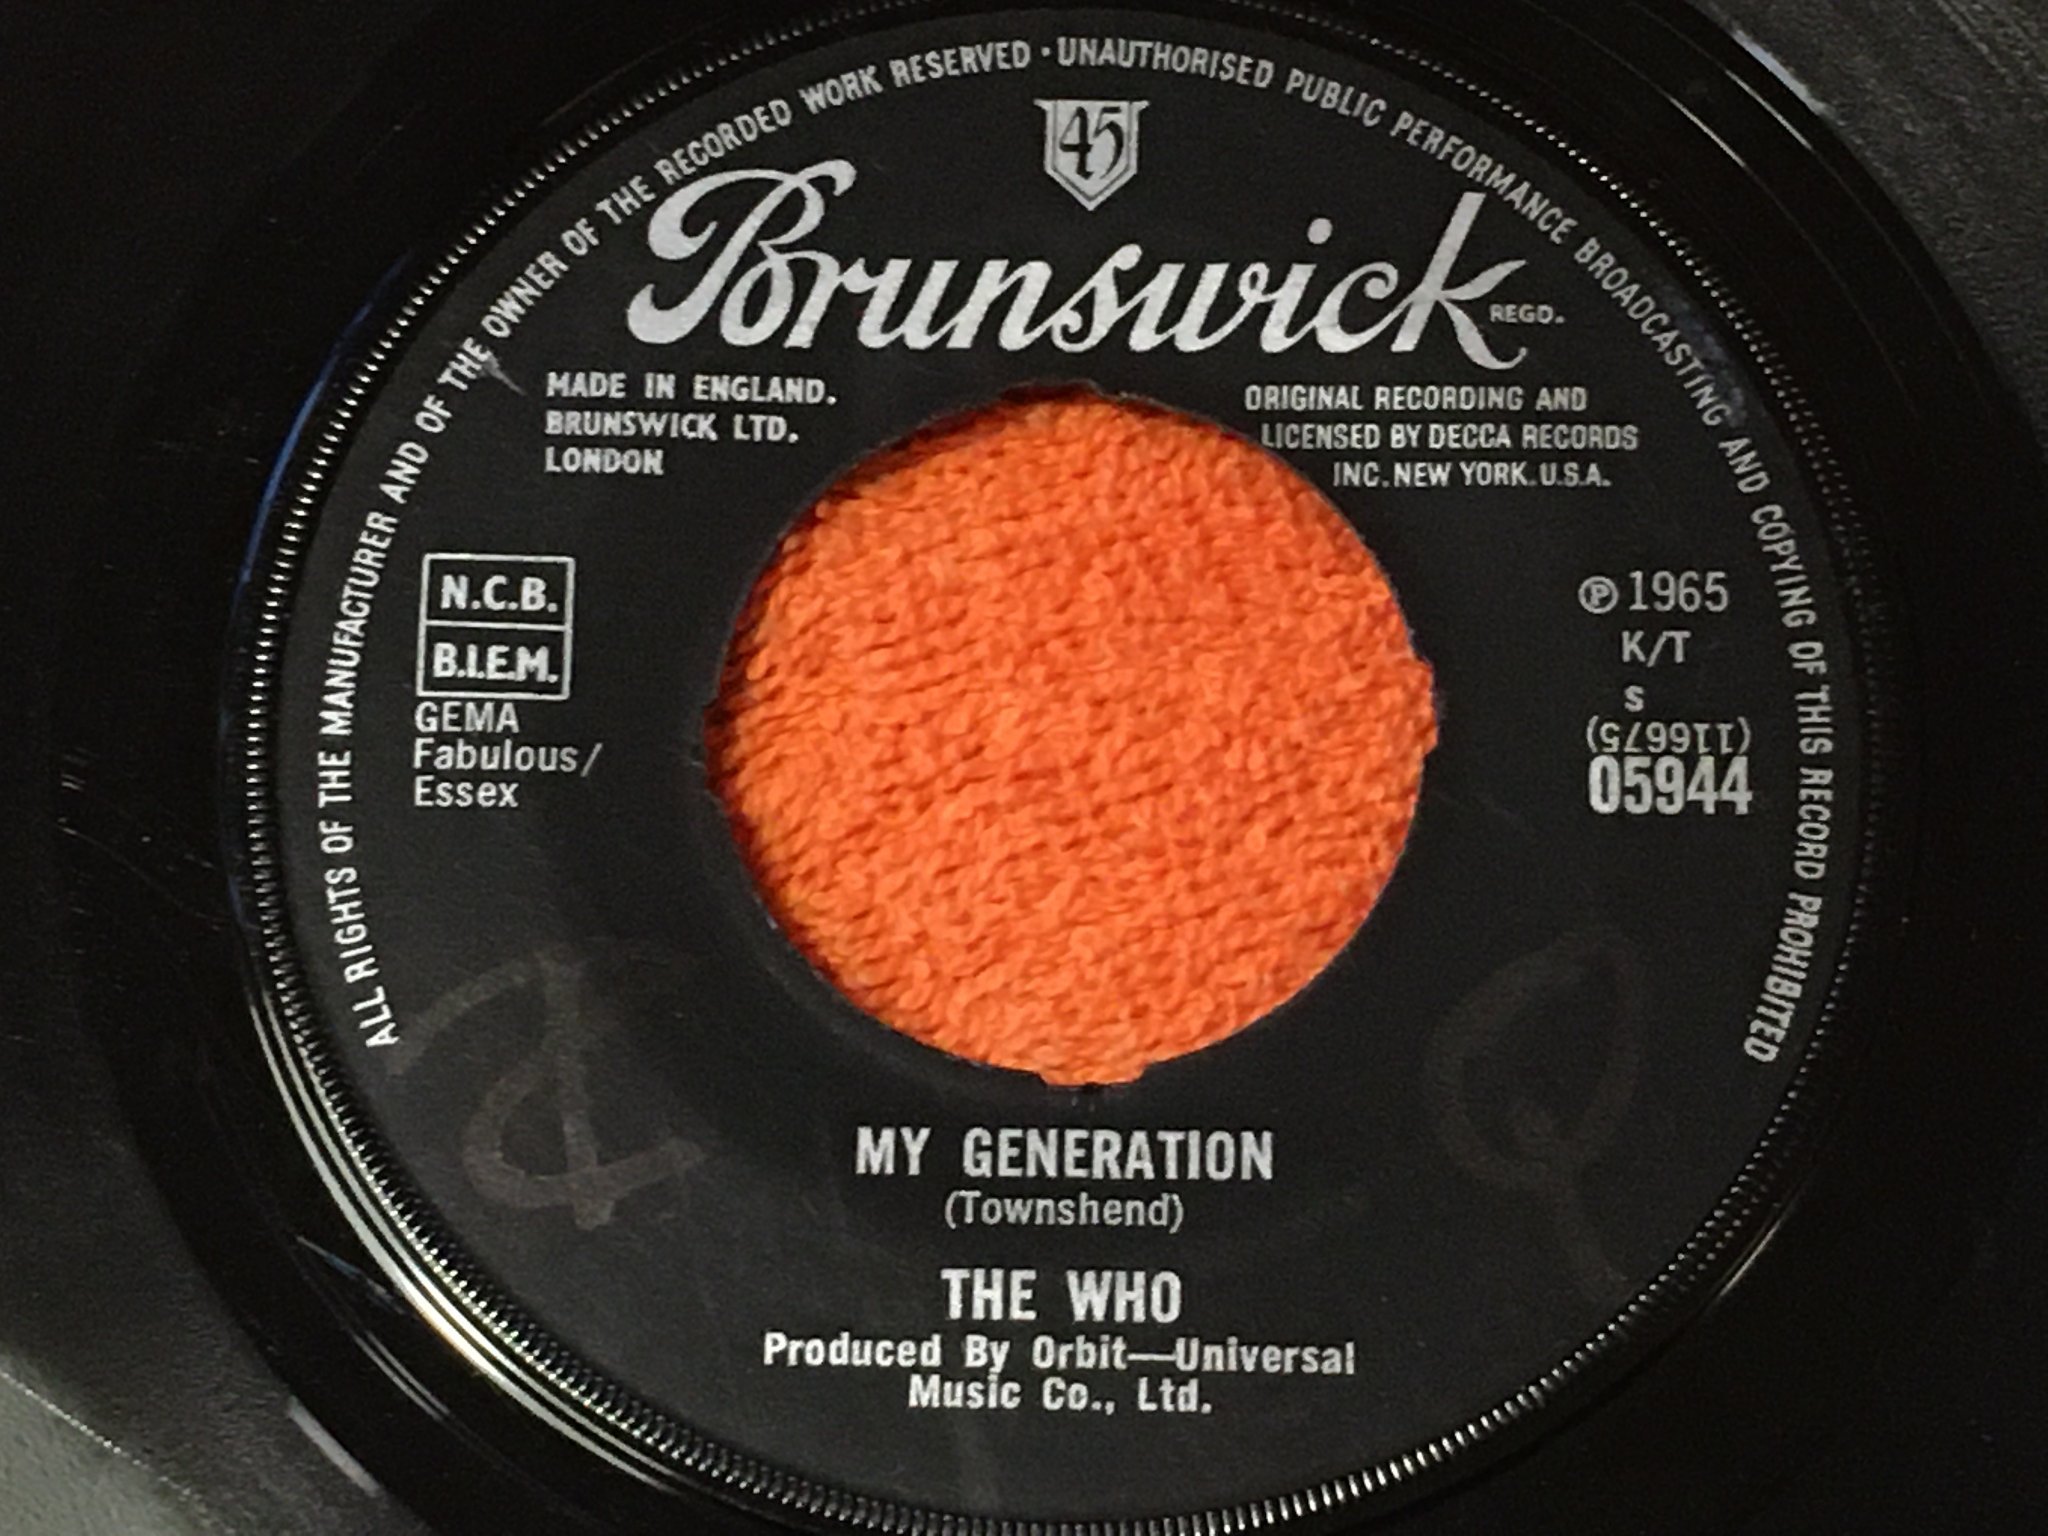 ALL RIGHTS OF THE MANUFACTURER AND OF THE OWNER OF THE RECORDED WORK RESERVED · UNAUTHORISED PUBLIC PERFORMANCE BROADCASTING AND COPYING OF THIS RECORD PROHIBITED
45
Brunswick REGD.
MADE IN ENGLAND.
BRUNSWICK LTD.
LONDON
ORIGINAL RECORDING AND
LICENSED BY DECCA RECORDS
INC. NEW YORK. U.S.A.
N.C.B.
B.I.E.M.
GEMA
Fabulous/
Essex
℗ 1965
K/T
S
(116675)
05944
MY GENERATION
(Townshend)
THE WHO
Produced By Orbit—Universal
Music Co., Ltd.